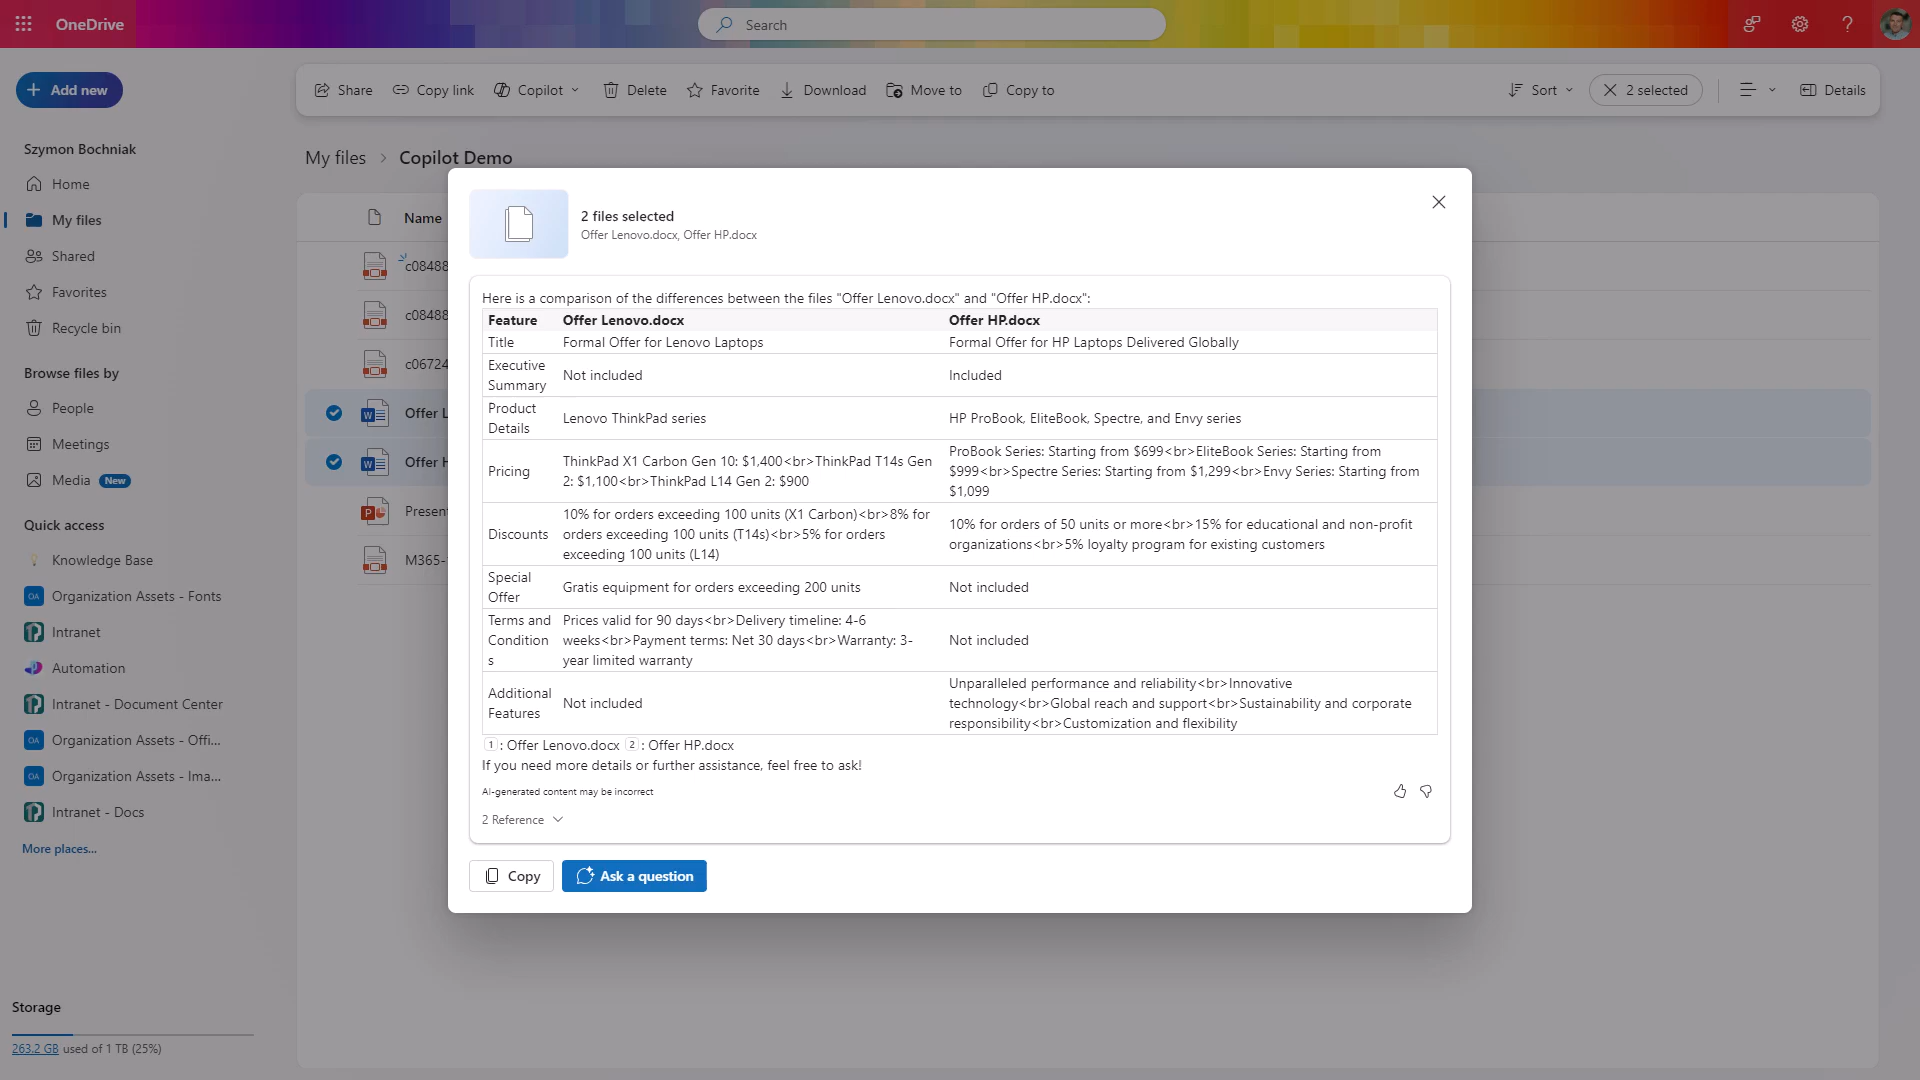 OneDrive
Search
Add new
Share
Copy link
Copilot
Delete
Favorite
Download
Move to
Copy to
Sort
2 selected
Details
Szymon Bochniak
Home
My files
Shared
Favorites
Recycle bin
Browse files by
People
Meetings
Media New
Quick access
Knowledge Base
OA Organization Assets - Fonts
Intranet
Automation
Intranet - Document Center
OA Organization Assets - Offi...
OA Organization Assets - Ima...
Intranet - Docs
More places...
Storage
263.2 GB used of 1 TB (25%)
My files > Copilot Demo
Name
c08488
c08488
c06724
Offer L
Offer H
Presen
M365-
2 files selected
Offer Lenovo.docx, Offer HP.docx
Here is a comparison of the differences between the files "Offer Lenovo.docx" and "Offer HP.docx":
Feature Offer Lenovo.docx Offer HP.docx
Title Formal Offer for Lenovo Laptops Formal Offer for HP Laptops Delivered Globally
Executive
Summary
Not included
Included
Product
Details
Lenovo ThinkPad series
HP ProBook, EliteBook, Spectre, and Envy series
Pricing
ThinkPad X1 Carbon Gen 10: $1,400<br>ThinkPad T14s Gen
2: $1,100<br>ThinkPad L14 Gen 2: $900
ProBook Series: Starting from $699<br>EliteBook Series: Starting from
$999<br>Spectre Series: Starting from $1,299<br>Envy Series: Starting from
$1,099
Discounts
10% for orders exceeding 100 units (X1 Carbon)<br>8% for
orders exceeding 100 units (T14s)<br>5% for orders
exceeding 100 units (L14)
10% for orders of 50 units or more<br>15% for educational and non-profit
organizations<br>5% loyalty program for existing customers
Special
Offer
Gratis equipment for orders exceeding 200 units
Not included
Terms and
Condition
s
Prices valid for 90 days<br>Delivery timeline: 4-6
weeks<br>Payment terms: Net 30 days<br>Warranty: 3-
year limited warranty
Not included
Additional
Features
Not included
Unparalleled performance and reliability<br>Innovative
technology<br>Global reach and support<br>Sustainability and corporate
responsibility<br>Customization and flexibility
1 : Offer Lenovo.docx 2 : Offer HP.docx
If you need more details or further assistance, feel free to ask!
AI-generated content may be incorrect
2 Reference
Copy
Ask a question